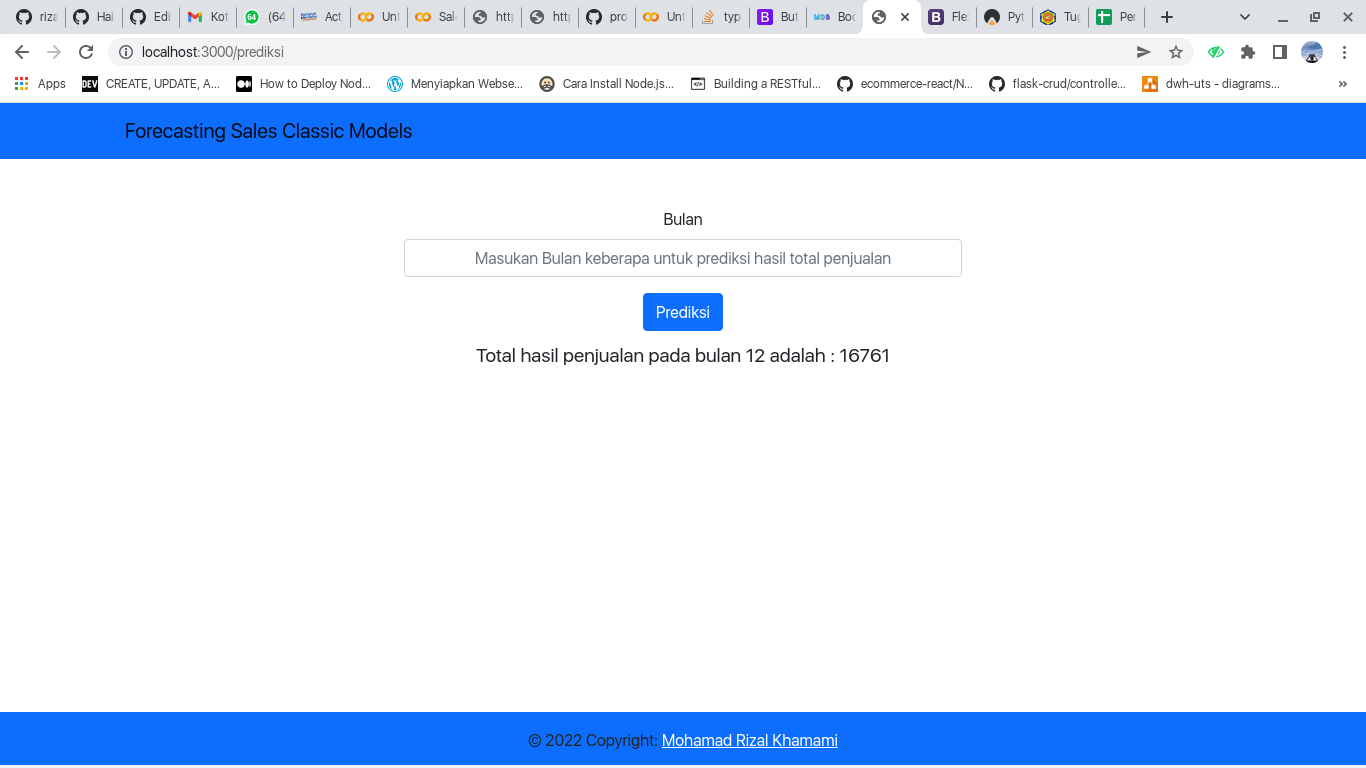 riza
Hai
Edi
Kot
(64
Act
Unt
Sale
http
http
pro
Unt
typ
But
Boo
Fle
Pyt
Tug
Per
localhost:3000/prediksi
Apps
CREATE, UPDATE, A...
How to Deploy Nod...
Menyiapkan Webse...
Cara Install Node.js...
Building a RESTful...
ecommerce-react/N...
flask-crud/controlle...
dwh-uts - diagrams...
Forecasting Sales Classic Models
Bulan
Masukan Bulan keberapa untuk prediksi hasil total penjualan
Prediksi
Total hasil penjualan pada bulan 12 adalah : 16761
© 2022 Copyright: Mohamad Rizal Khamami